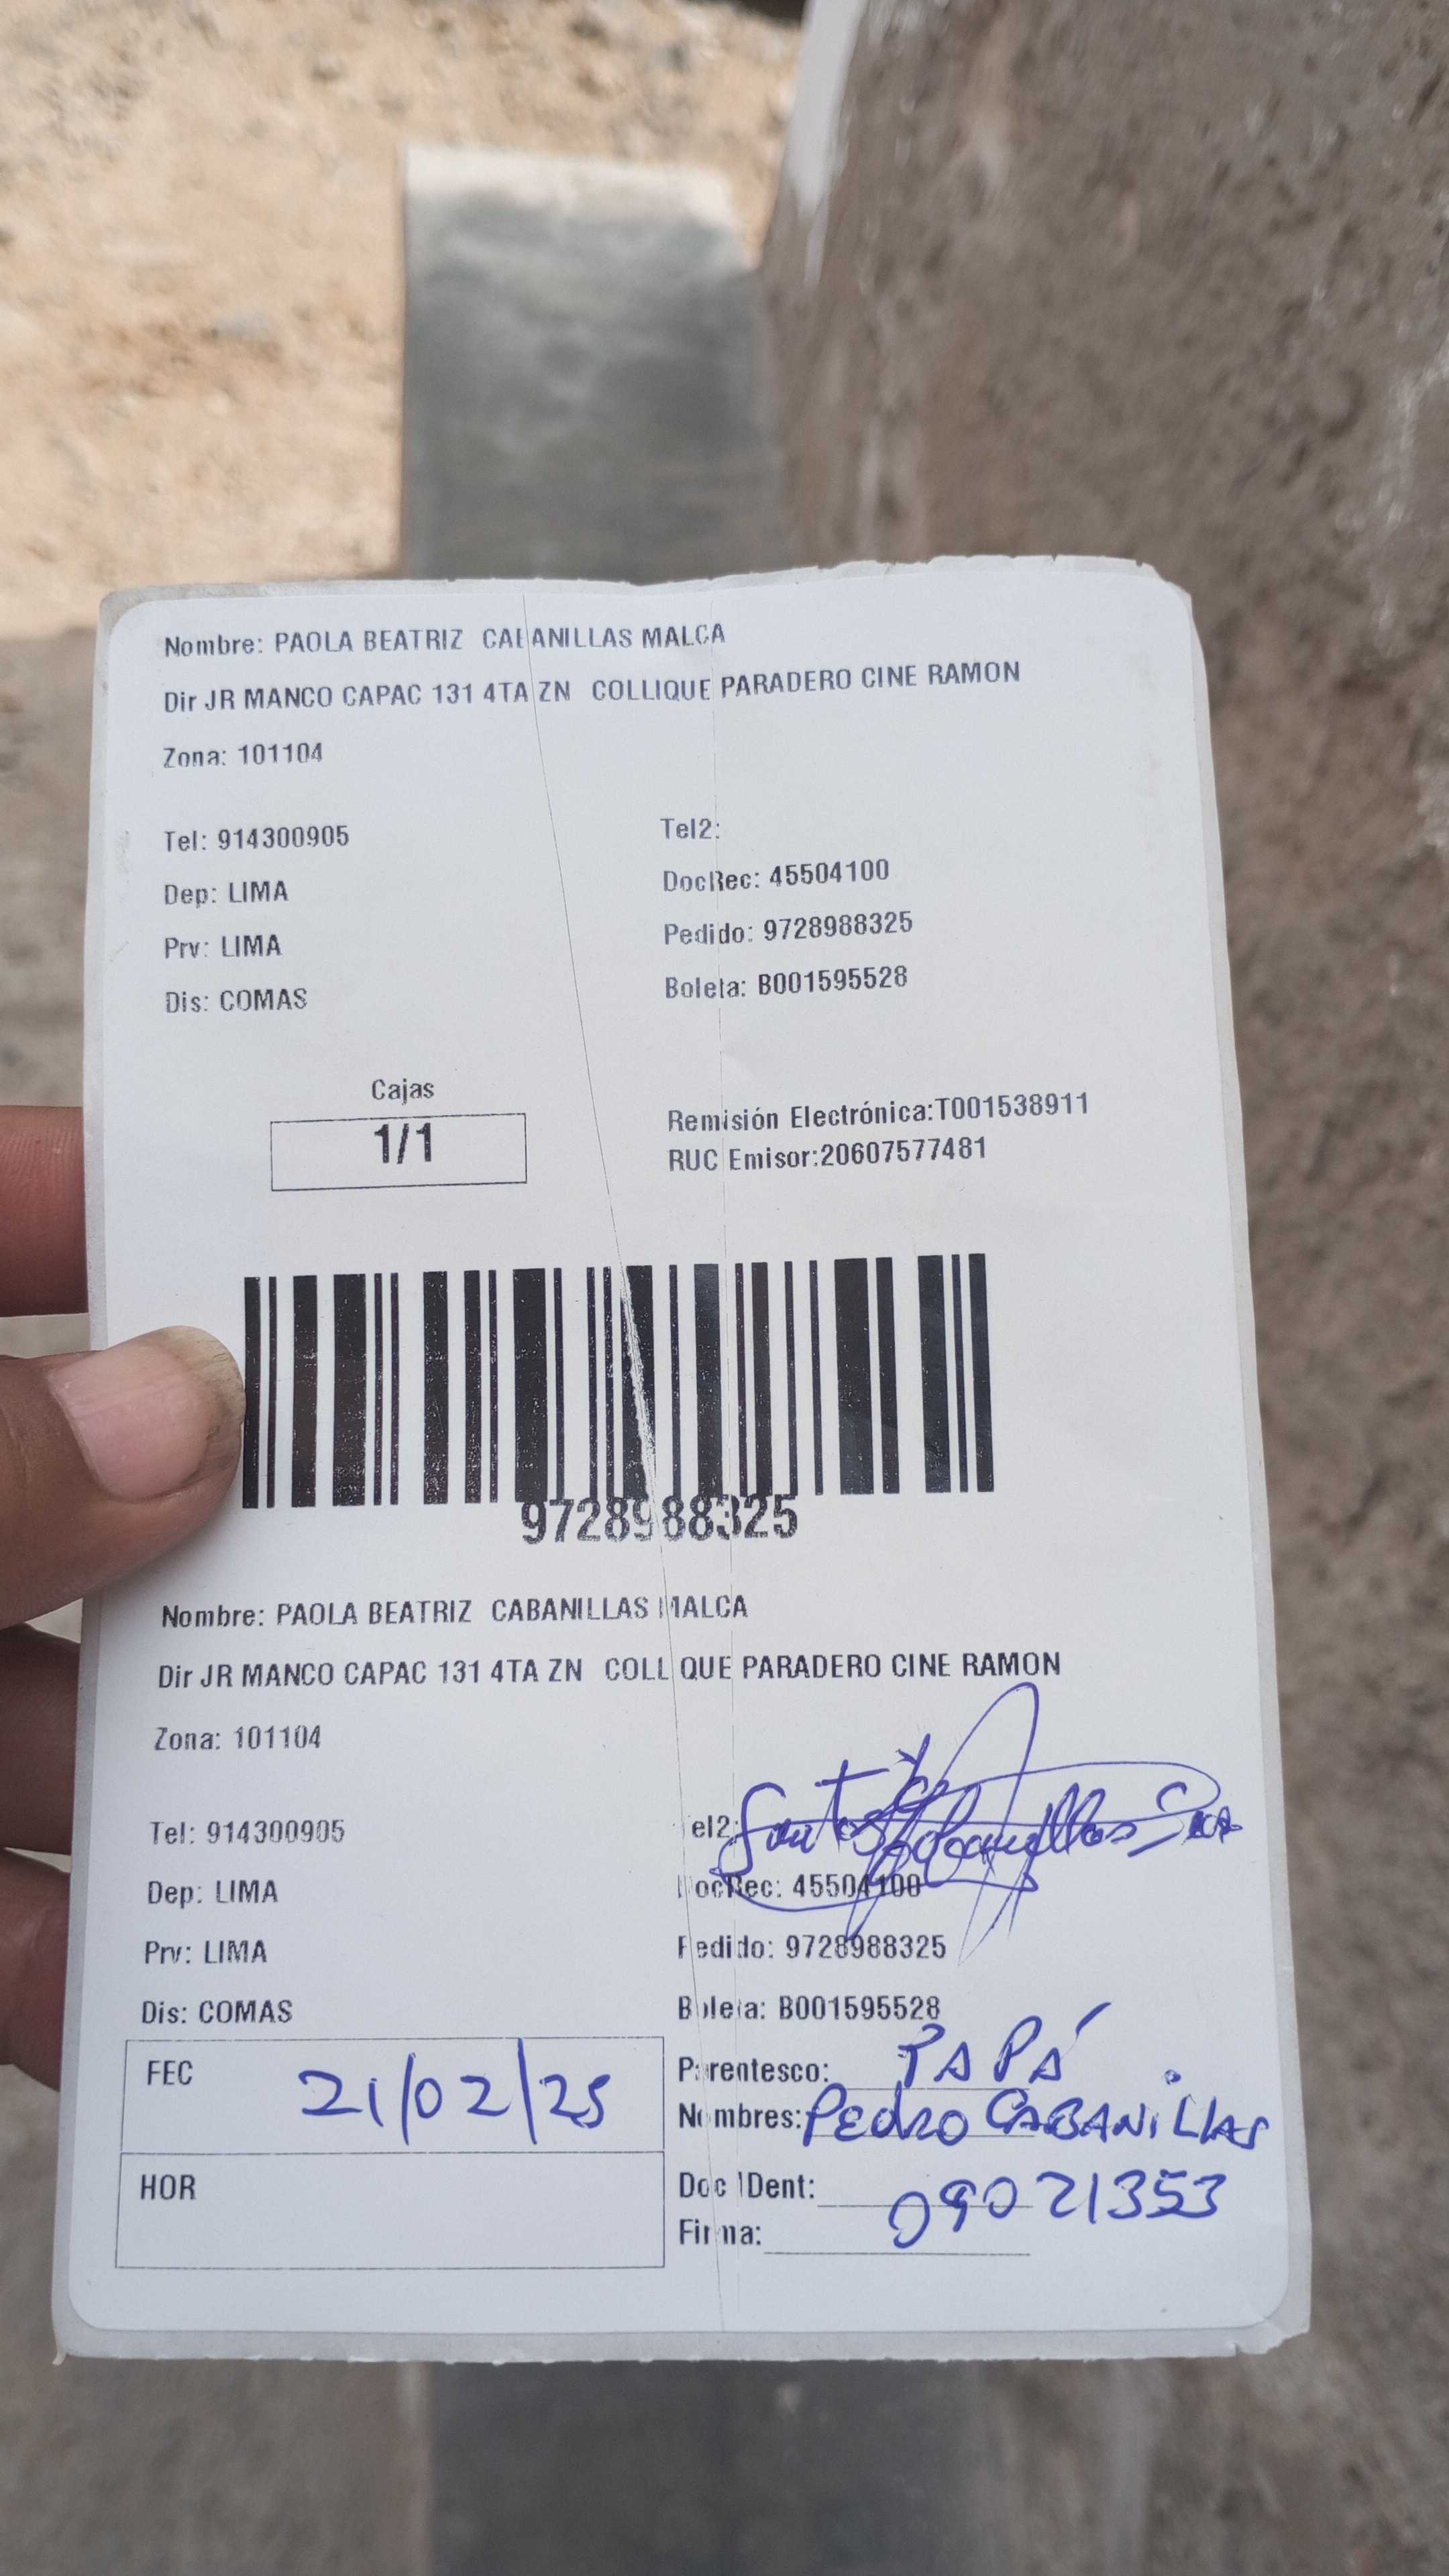 Nombre: PAOLA BEATRIZ CABANILLAS MALCA
Dir JR MANCO CAPAC 131 4TA ZN COLLIQUE PARADERO CINE RAMON
Zona: 101104
Tel: 914300905 Tel2:
Dep: LIMA DocRec: 45504100
Prv: LIMA Pedido: 9728988325
Dis: COMAS Boleta: B001595528
Cajas
1/1
Remisión Electrónica:T001538911
RUC Emisor:20607577481
9728988325
Nombre: PAOLA BEATRIZ CABANILLAS MALCA
Dir JR MANCO CAPAC 131 4TA ZN COLLIQUE PARADERO CINE RAMON
Zona: 101104
Tel: 914300905 Tel2:
Dep: LIMA DocRec: 45504100
Prv: LIMA Pedido: 9728988325
Dis: COMAS Boleta: B001595528
FEC 21/02/25
Parentesco: PAPÁ
Nombres: PEDRO CABANILLAS
HOR
Doc IDent: 09021353
Firma: